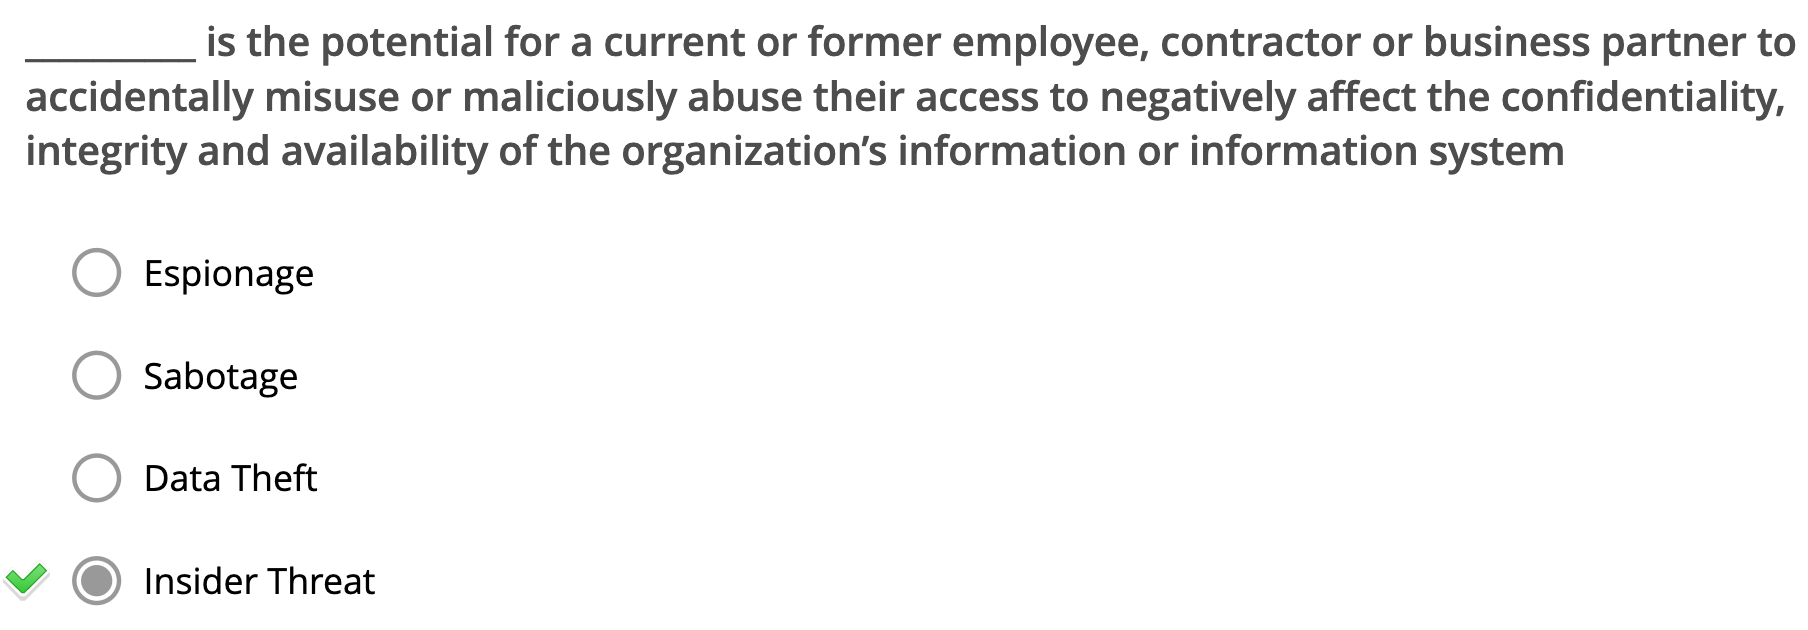 __________ is the potential for a current or former employee, contractor or business partner to
accidentally misuse or maliciously abuse their access to negatively affect the confidentiality,
integrity and availability of the organization’s information or information system
Espionage
Sabotage
Data Theft
Insider Threat